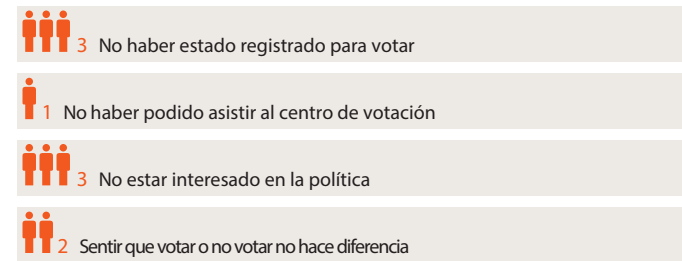 3 No haber estado registrado para votar
1 No haber podido asistir al centro de votación
3 No estar interesado en la política
2 Sentir que votar o no votar no hace diferencia